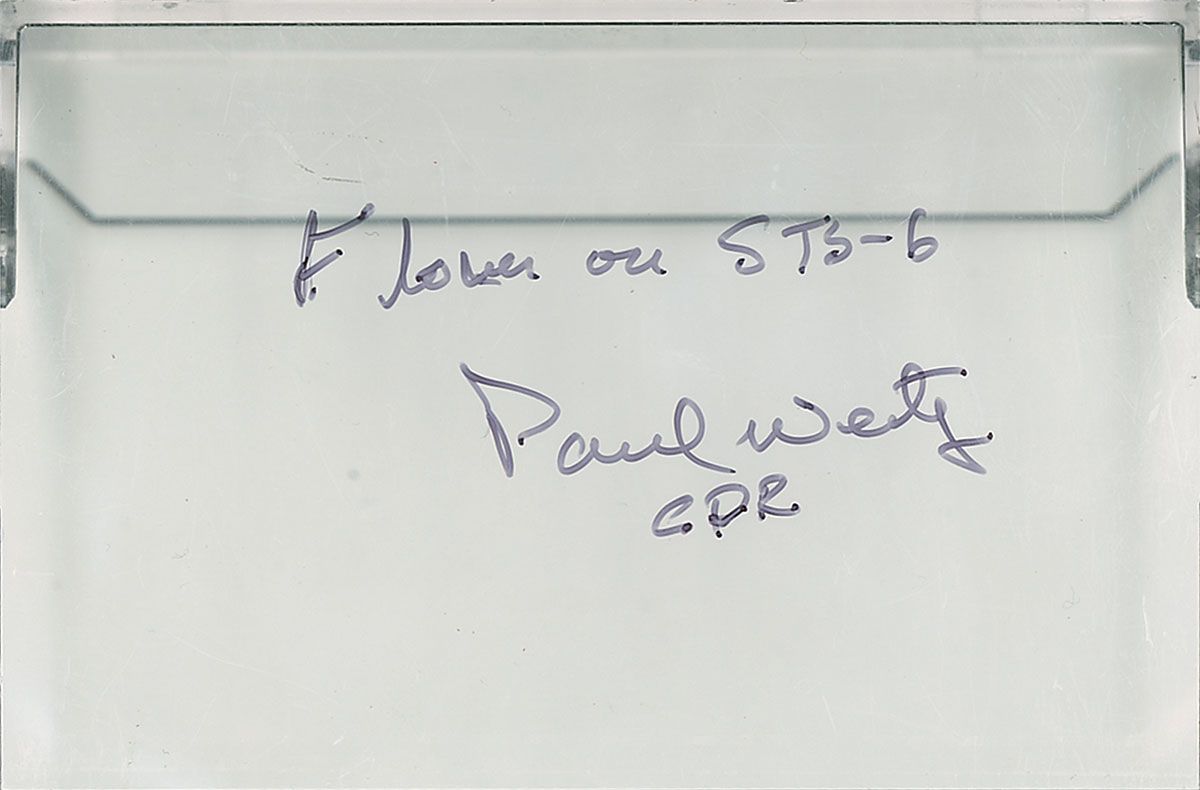 Flown on STS-6
Paul Weitz
CDR